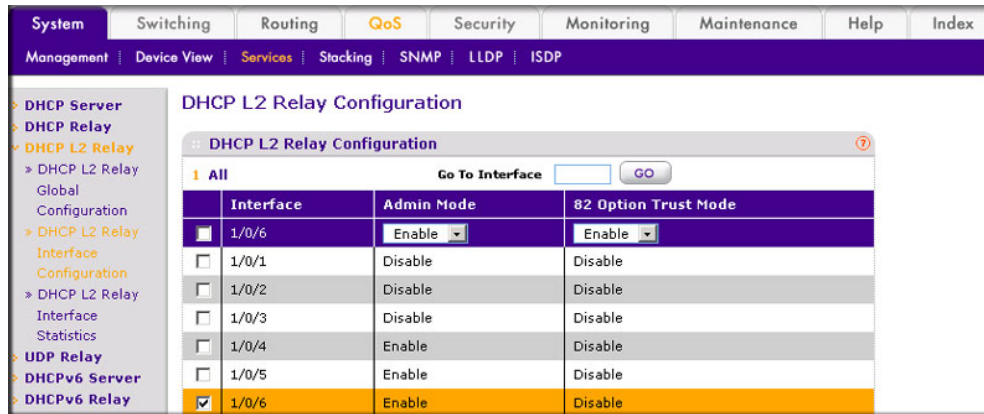 System Switching Routing QoS Security Monitoring Maintenance Help Index
Management Device View Services Stacking SNMP LLDP ISDP
DHCP Server
DHCP Relay
DHCP L2 Relay
» DHCP L2 Relay
Global
Configuration
» DHCP L2 Relay
Interface
Configuration
» DHCP L2 Relay
Interface
Statistics
UDP Relay
DHCPv6 Server
DHCPv6 Relay
DHCP L2 Relay Configuration
DHCP L2 Relay Configuration ?
1 All Go To Interface GO
Interface Admin Mode 82 Option Trust Mode
1/0/6 Enable Enable
1/0/1 Disable Disable
1/0/2 Disable Disable
1/0/3 Disable Disable
1/0/4 Enable Disable
1/0/5 Enable Disable
1/0/6 Enable Disable